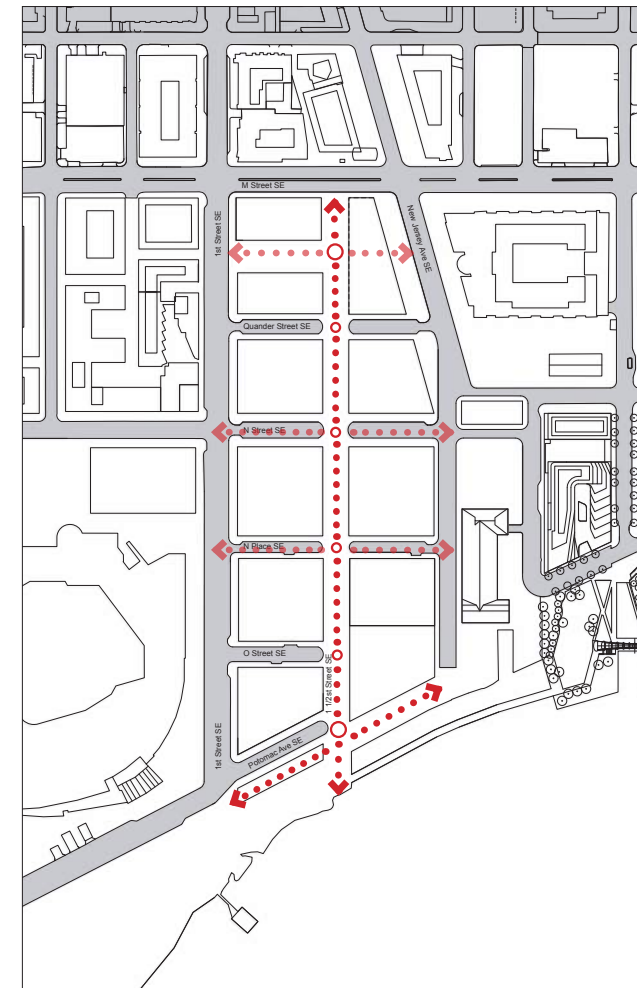 M Street SE
1st Street SE
New Jersey Ave SE
Quander Street SE
N Street SE
N Place SE
O Street SE
1 1/2st Street SE
1st Street SE
Potomac Ave SE